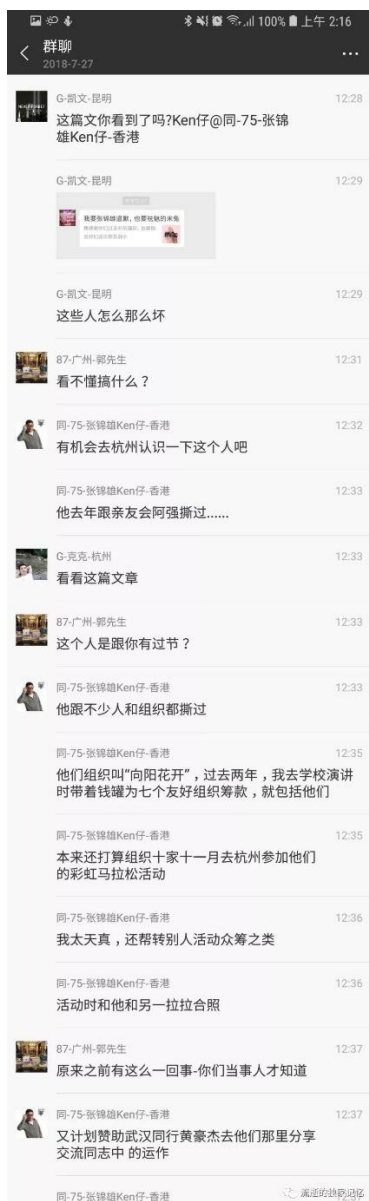 100% 上午 2:16
群聊
2018-7-27
G-凯文-昆明 12:28
这篇文你看到了吗?Ken仔@同-75-张锦
雄Ken仔-香港
G-凯文-昆明 12:29
我要张锦雄道歉，也要祛魅的米兔
G-凯文-昆明 12:29
这些人怎么那么坏
87-广州-郭先生 12:31
看不懂搞什么？
同-75-张锦雄Ken仔-香港 12:32
有机会去杭州认识一下这个人吧
同-75-张锦雄Ken仔-香港 12:33
他去年跟亲友会阿强撕过......
G-克克-杭州 12:33
看看这篇文章
87-广州-郭先生 12:33
这个人是跟你有过节？
同-75-张锦雄Ken仔-香港 12:33
他跟不少人和组织都撕过
同-75-张锦雄Ken仔-香港 12:35
他们组织叫“向阳花开”，过去两年，我去学校演讲
时带着钱罐为七个友好组织筹款，就包括他们
同-75-张锦雄Ken仔-香港 12:35
本来还打算组织十家十一月去杭州参加他们
的彩虹马拉松活动
同-75-张锦雄Ken仔-香港 12:36
我太天真，还帮转别人活动众筹之类
同-75-张锦雄Ken仔-香港 12:36
活动时和他和另一拉拉合照
87-广州-郭先生 12:37
原来之前有这么一回事-你们当事人才知道
同-75-张锦雄Ken仔-香港 12:37
又计划赞助武汉同行黄豪杰去他们那里分享
交流同志中 的运作
同-75-张锦雄Ken仔-香港 12:37